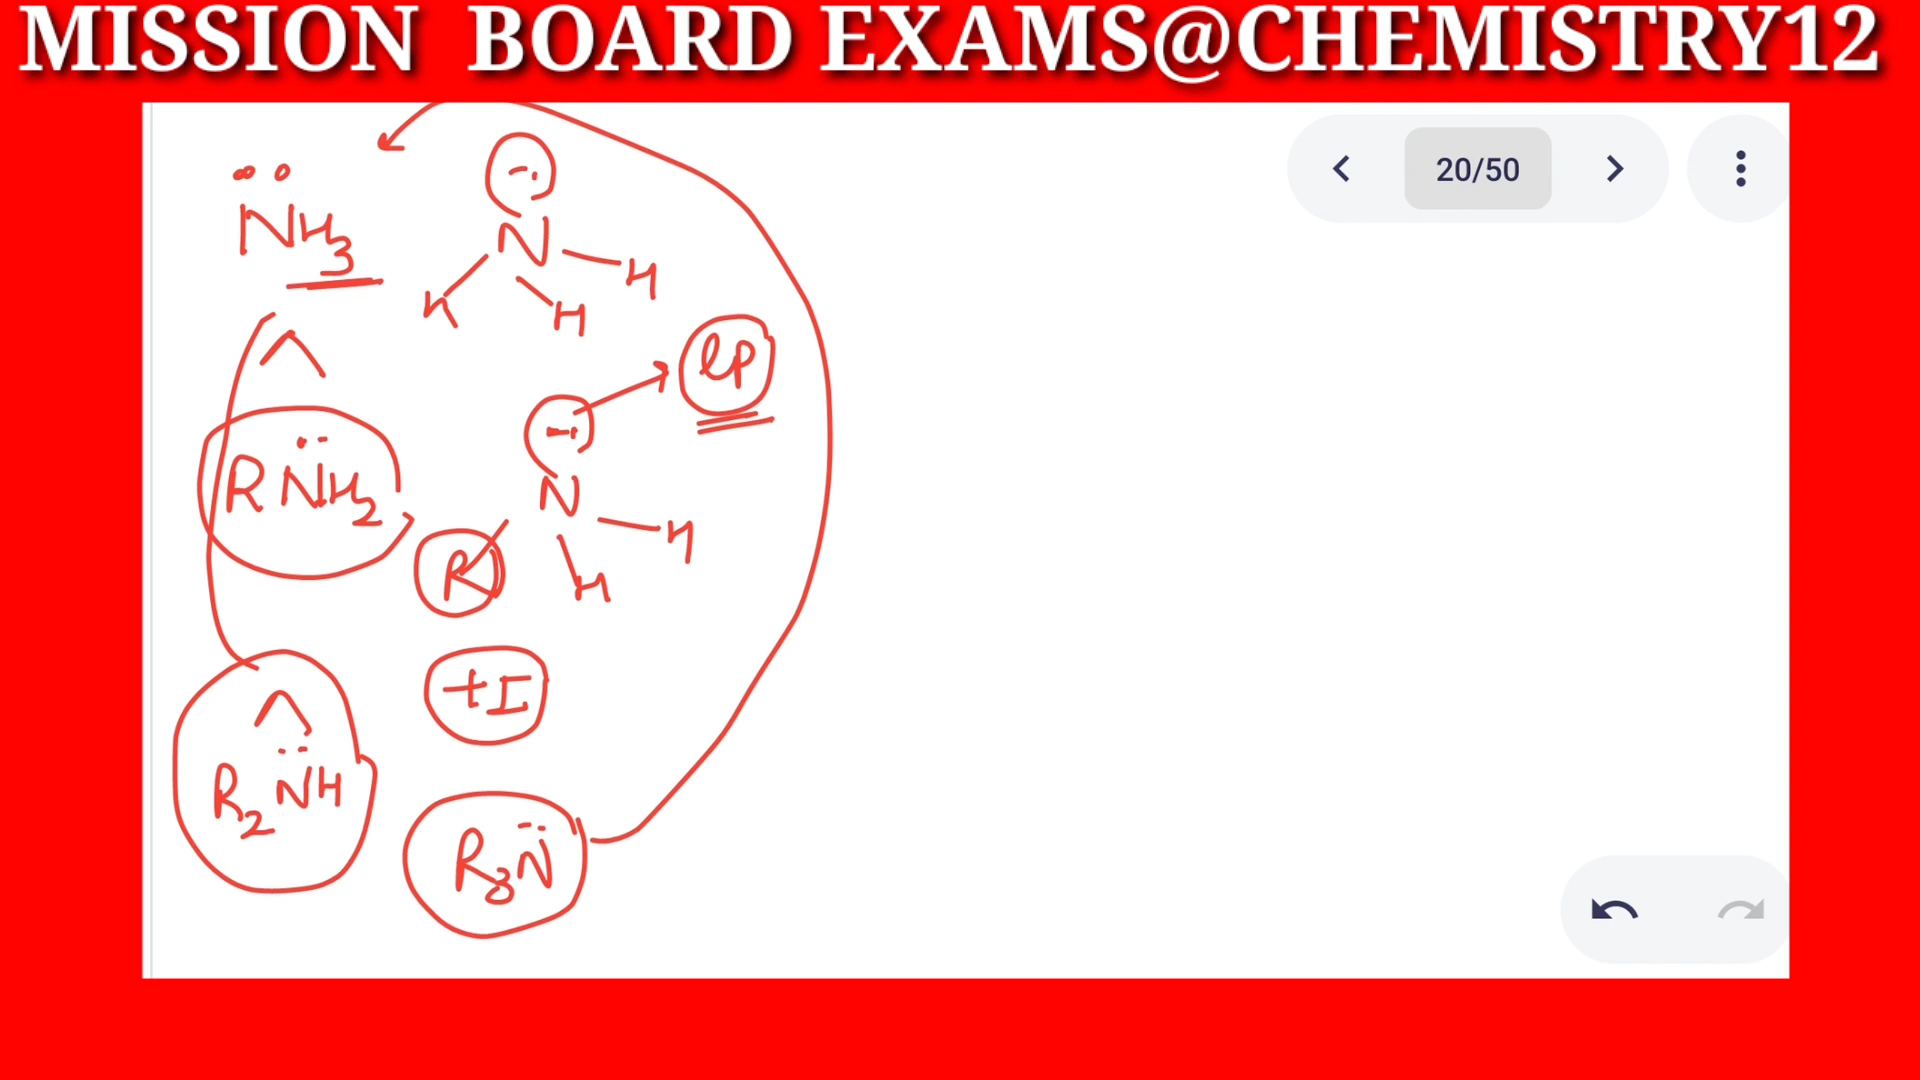 MISSION BOARD EXAMS@CHEMISTRY12
20/50
NH3
N
H
H
H
lp
RNH2
N
R
H
H
+I
R2NH
R3N